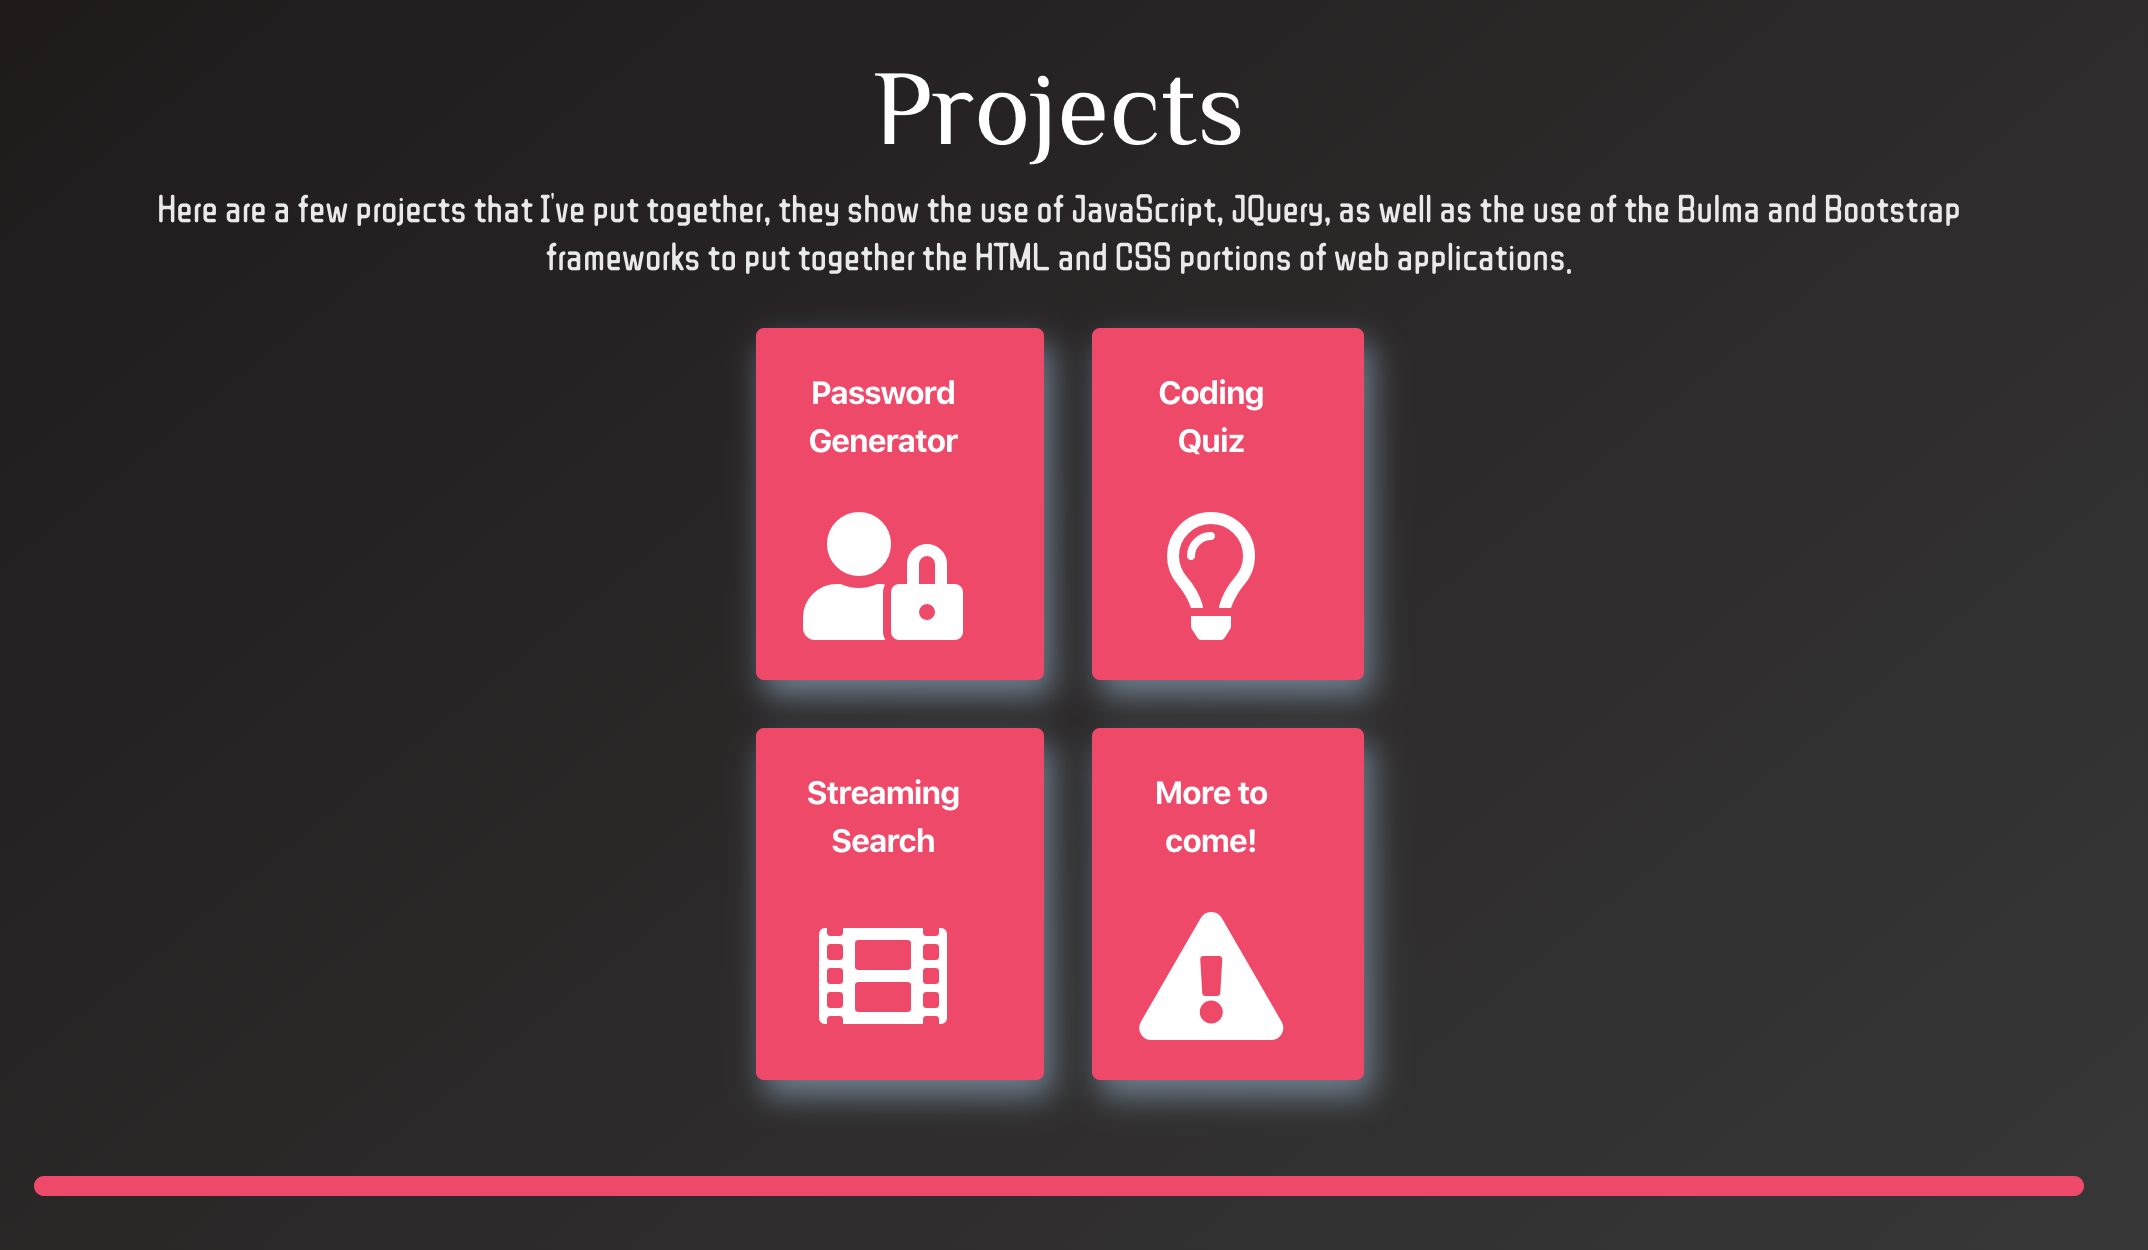 Projects
Here are a few projects that I've put together, they show the use of JavaScript, JQuery, as well as the use of the Bulma and Bootstrap
frameworks to put together the HTML and CSS portions of web applications.
Password
Generator
Coding
Quiz
Streaming
Search
More to
come!